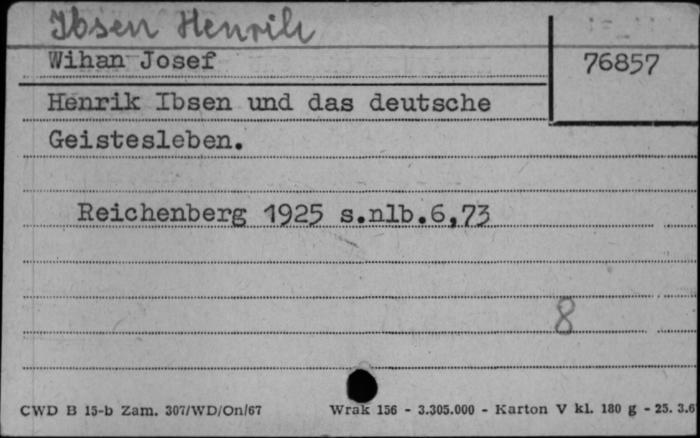 Ibsen Henrik
Wihan Josef
76857
Henrik Ibsen und das deutsche
Geistesleben.
Reichenberg 1925 s.nlb.6,73
8
CWD B 15-b Zam. 307/WD/On/67 Wrak 156 - 3.305.000 - Karton V kl. 180 g - 25. 3.6